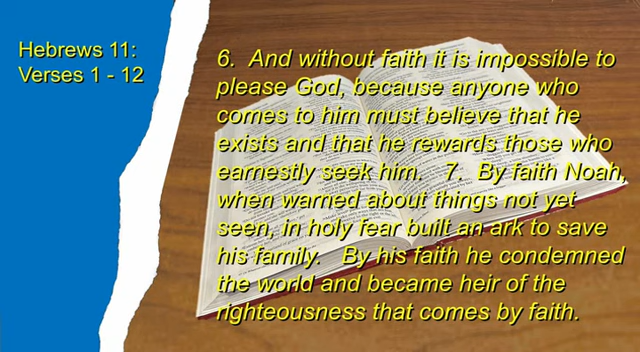 Hebrews 11:
Verses 1 - 12
6.  And without faith it is impossible to
please God, because anyone who
comes to him must believe that he
exists and that he rewards those who
earnestly seek him.   7.  By faith Noah,
when warned about things not yet
seen, in holy fear built an ark to save
his family.   By his faith he condemned
the world and became heir of the
righteousness that comes by faith.